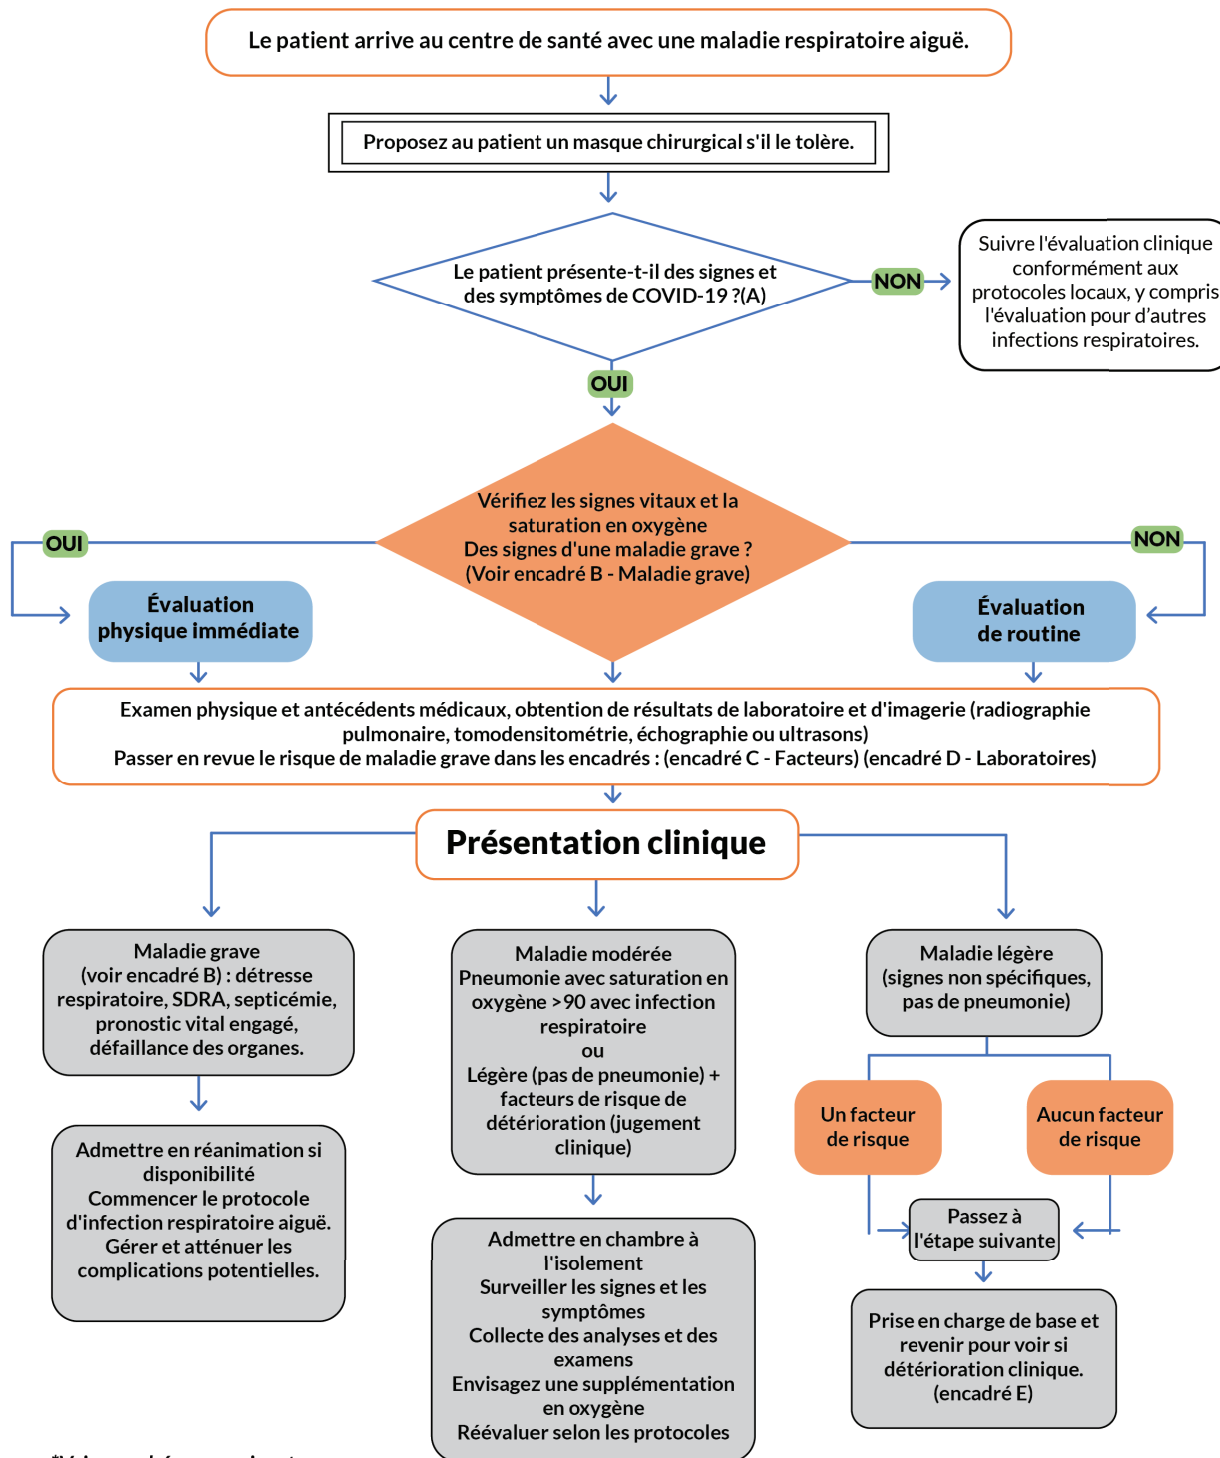 Le patient arrive au centre de santé avec une maladie respiratoire aiguë.
Proposez au patient un masque chirurgical s'il le tolère.
Le patient présente-t-il des signes et
des symptômes de COVID-19 ?(A)
NON
Suivre l'évaluation clinique
conformément aux
protocoles locaux, y compris
l'évaluation pour d'autres
infections respiratoires.
OUI
Vérifiez les signes vitaux et la
saturation en oxygène
Des signes d'une maladie grave ?
(Voir encadré B - Maladie grave)
OUI
NON
Évaluation
physique immédiate
Évaluation
de routine
Examen physique et antécédents médicaux, obtention de résultats de laboratoire et d'imagerie (radiographie
pulmonaire, tomodensitométrie, échographie ou ultrasons)
Passer en revue le risque de maladie grave dans les encadrés : (encadré C - Facteurs) (encadré D - Laboratoires)
Présentation clinique
Maladie grave
(voir encadré B) : détresse
respiratoire, SDRA, septicémie,
pronostic vital engagé,
défaillance des organes.
Admettre en réanimation si
disponibilité
Commencer le protocole
d'infection respiratoire aiguë.
Gérer et atténuer les
complications potentielles.
Maladie modérée
Pneumonie avec saturation en
oxygène >90 avec infection
respiratoire
ou
Légère (pas de pneumonie) +
facteurs de risque de
détérioration (jugement
clinique)
Admettre en chambre à
l'isolement
Surveiller les signes et les
symptômes
Collecte des analyses et des
examens
Envisagez une supplémentation
en oxygène
Réévaluer selon les protocoles
Maladie légère
(signes non spécifiques,
pas de pneumonie)
Un facteur
de risque
Aucun facteur
de risque
Passez à
l'étape suivante
Prise en charge de base et
revenir pour voir si
détérioration clinique.
(encadré E)